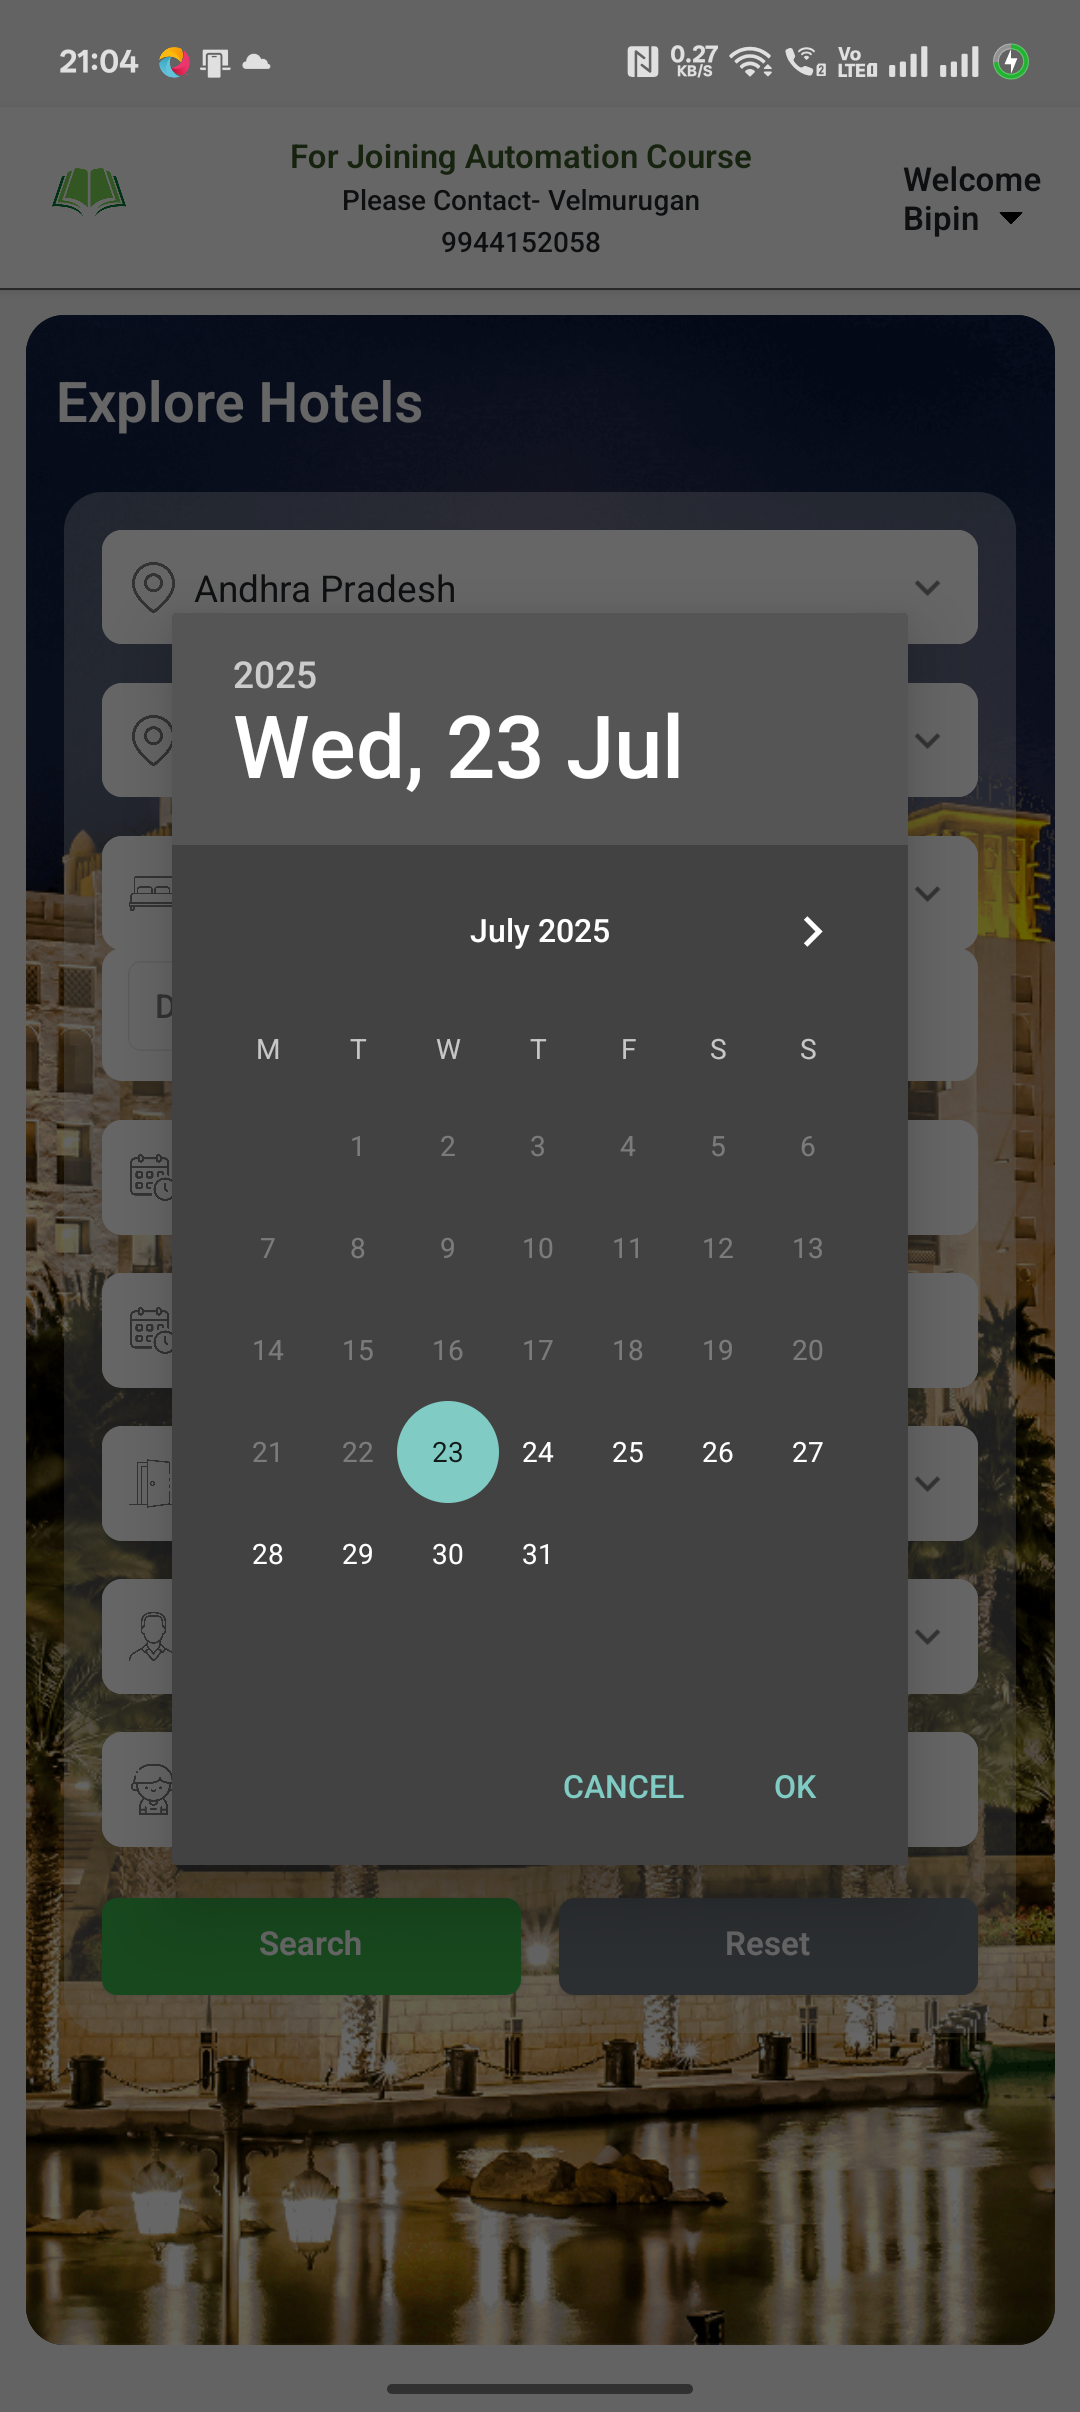 21:04
0.27
KB/S
2
Vo
LTE
For Joining Automation Course
Please Contact- Velmurugan
9944152058
Welcome
Bipin
Explore Hotels
Andhra Pradesh
2025
Wed, 23 Jul
D
July 2025
M T W T F S S
1 2 3 4 5 6
7 8 9 10 11 12 13
14 15 16 17 18 19 20
21 22 23 24 25 26 27
28 29 30 31
CANCEL OK
Search Reset